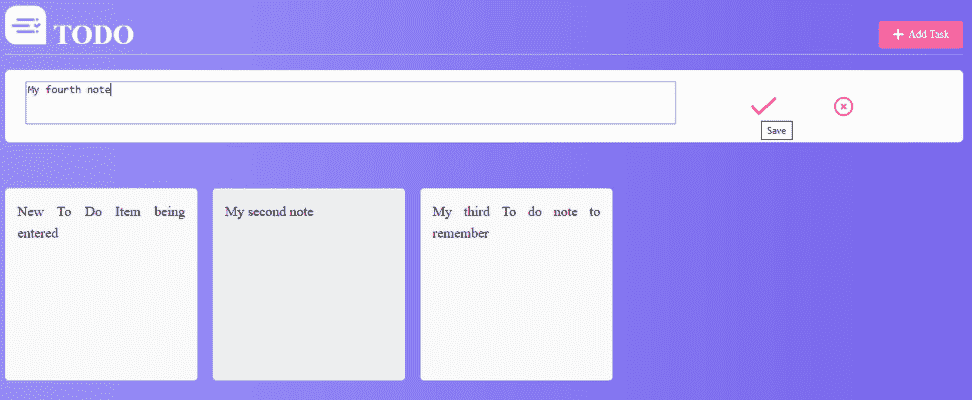 TODO
Add Task
My fourth note
Save
New To Do Item being
entered
My second note
My third To do note to
remember